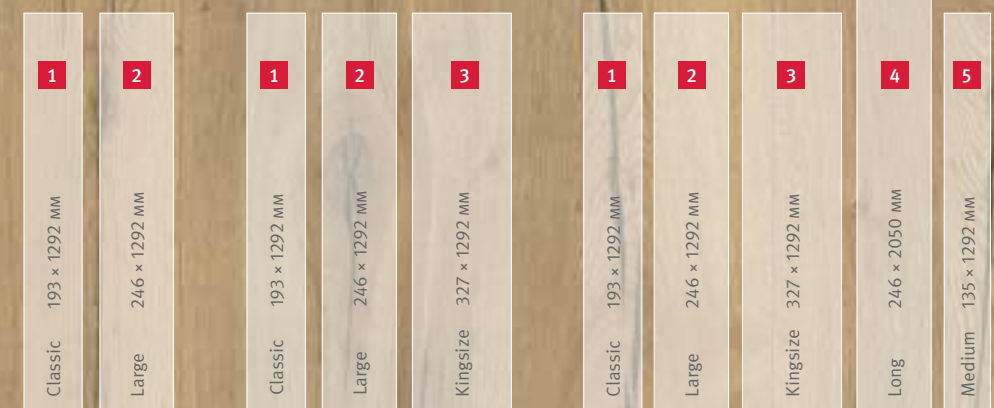 1
Classic 193 × 1292 мм
2
Large 246 × 1292 мм
1
Classic 193 × 1292 мм
2
Large 246 × 1292 мм
3
Kingsize 327 × 1292 мм
1
Classic 193 × 1292 мм
2
Large 246 × 1292 мм
3
Kingsize 327 × 1292 мм
4
Long 246 × 2050 мм
5
Medium 135 × 1292 мм